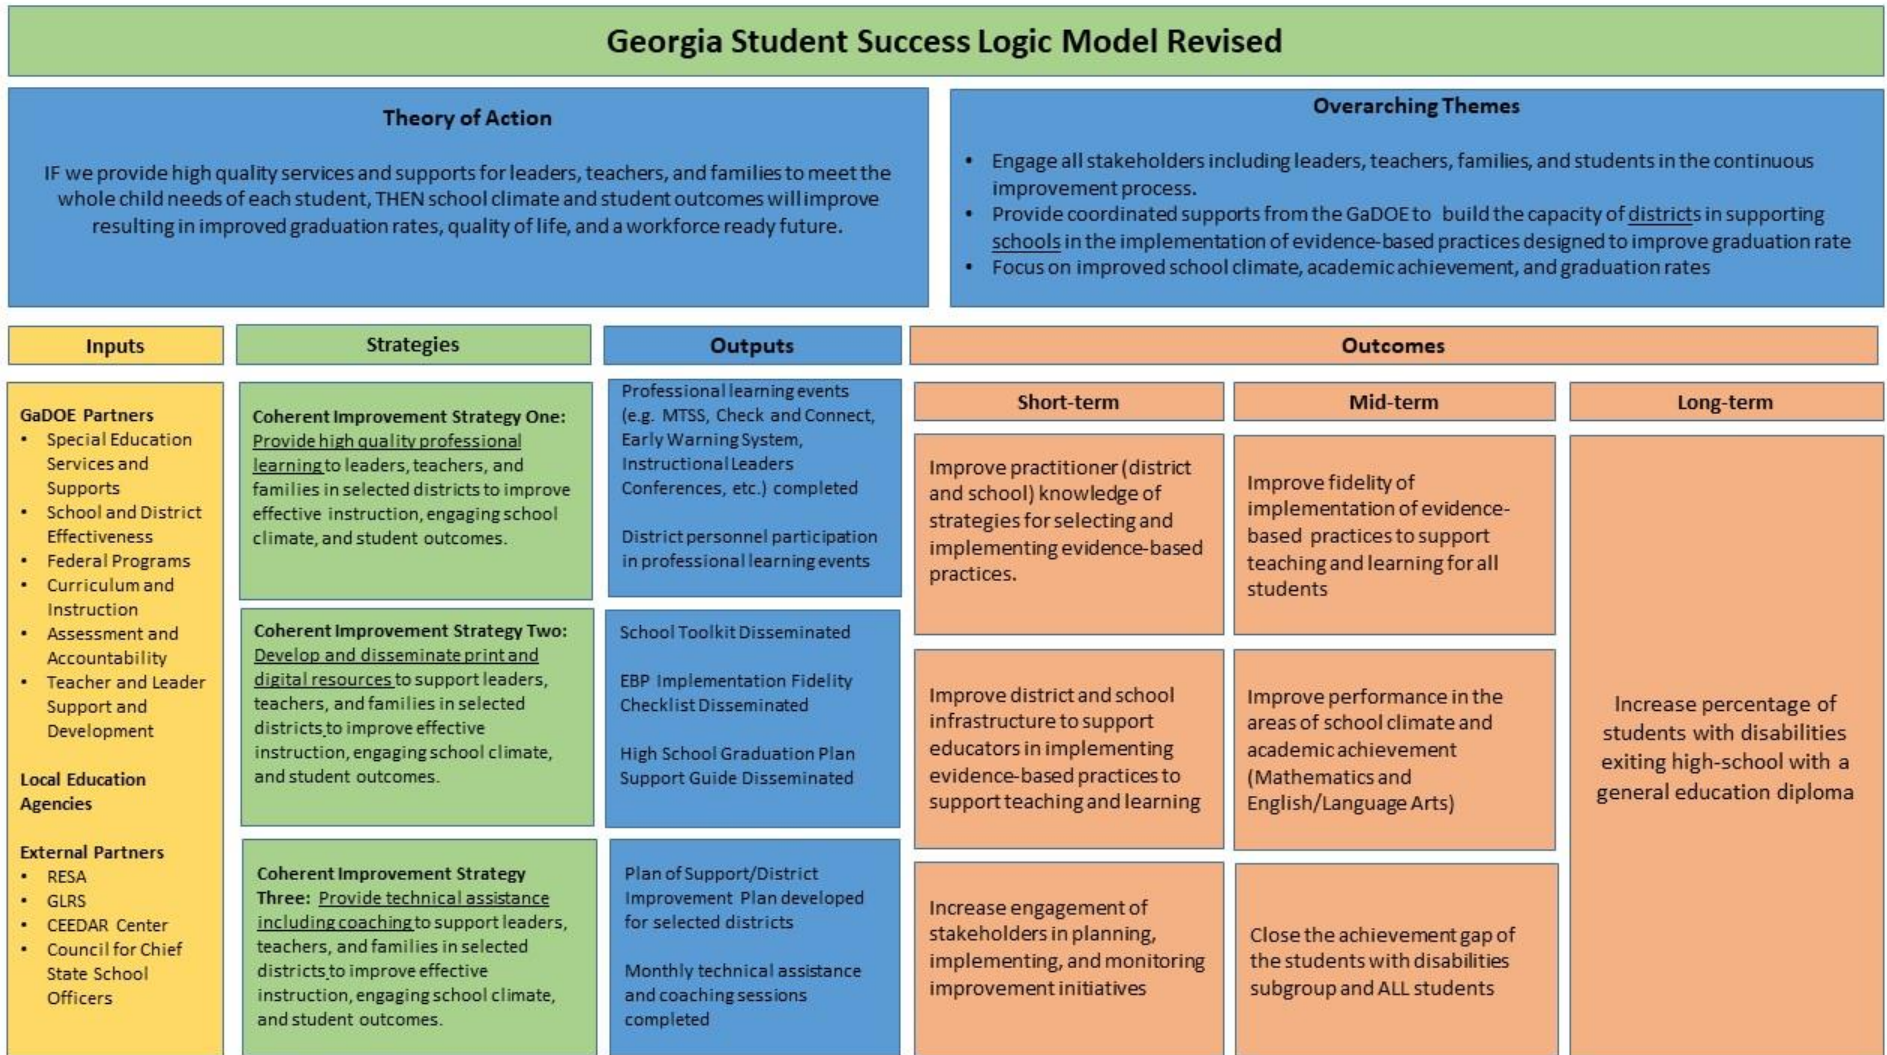 Georgia Student Success Logic Model Revised
Theory of Action
IF we provide high quality services and supports for leaders, teachers, and families to meet the
whole child needs of each student, THEN school climate and student outcomes will improve
resulting in improved graduation rates, quality of life, and a workforce ready future.
Overarching Themes
• Engage all stakeholders including leaders, teachers, families, and students in the continuous
improvement process.
• Provide coordinated supports from the GaDOE to build the capacity of districts in supporting
schools in the implementation of evidence-based practices designed to improve graduation rate
• Focus on improved school climate, academic achievement, and graduation rates
Inputs
GaDOE Partners
• Special Education
Services and
Supports
• School and District
Effectiveness
• Federal Programs
• Curriculum and
Instruction
• Assessment and
Accountability
• Teacher and Leader
Support and
Development
Local Education
Agencies
External Partners
• RESA
• GLRS
• CEEDAR Center
• Council for Chief
State School
Officers
Strategies
Coherent Improvement Strategy One:
Provide high quality professional
learning to leaders, teachers, and
families in selected districts to improve
effective instruction, engaging school
climate, and student outcomes.
Coherent Improvement Strategy Two:
Develop and disseminate print and
digital resources to support leaders,
teachers, and families in selected
districts to improve effective
instruction, engaging school climate,
and student outcomes.
Coherent Improvement Strategy
Three: Provide technical assistance
including coaching to support leaders,
teachers, and families in selected
districts to improve effective
instruction, engaging school climate,
and student outcomes.
Outputs
Professional learning events
(e.g. MTSS, Check and Connect,
Early Warning System,
Instructional Leaders
Conferences, etc.) completed
District personnel participation
in professional learning events
School Toolkit Disseminated
EBP Implementation Fidelity
Checklist Disseminated
High School Graduation Plan
Support Guide Disseminated
Plan of Support/District
Improvement Plan developed
for selected districts
Monthly technical assistance
and coaching sessions
completed
Outcomes
Short-term
Improve practitioner (district
and school) knowledge of
strategies for selecting and
implementing evidence-based
practices.
Improve district and school
infrastructure to support
educators in implementing
evidence-based practices to
support teaching and learning
Increase engagement of
stakeholders in planning,
implementing, and monitoring
improvement initiatives
Mid-term
Improve fidelity of
implementation of evidence-
based practices to support
teaching and learning for all
students
Improve performance in the
areas of school climate and
academic achievement
(Mathematics and
English/Language Arts)
Close the achievement gap of
the students with disabilities
subgroup and ALL students
Long-term
Increase percentage of
students with disabilities
exiting high-school with a
general education diploma